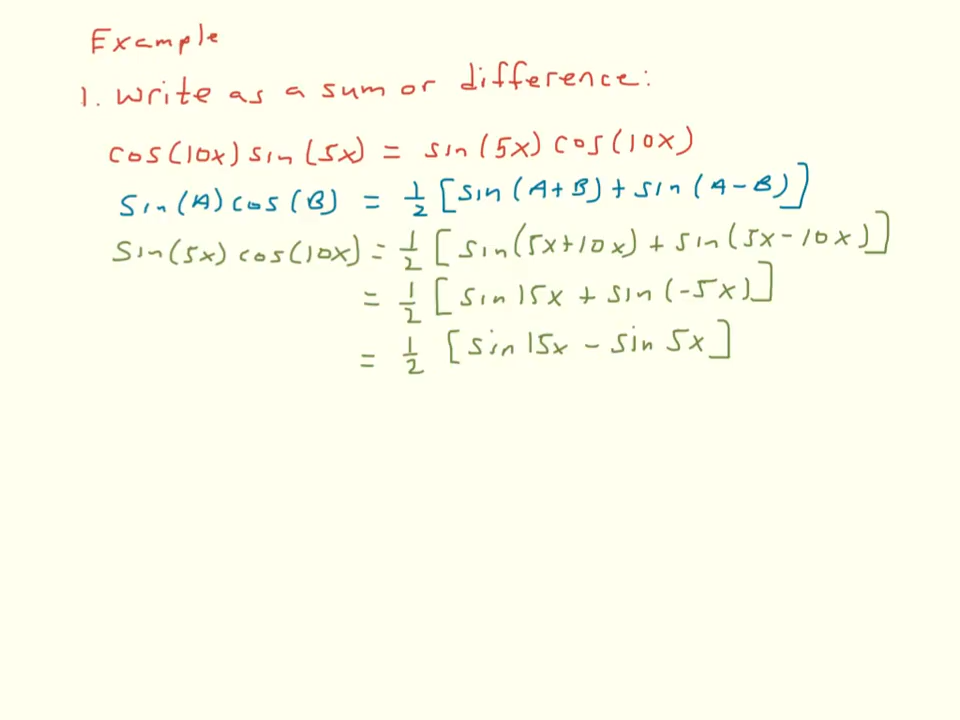 Example
1. Write as a sum or difference:
cos(10x) sin(5x) = sin(5x) cos(10x)
Sin(A) cos(B) = 1/2 [sin(A+B) + sin(A-B)]
Sin(5x) cos(10x) = 1/2 [sin(5x+10x) + sin(5x-10x)]
= 1/2 [sin 15x + sin(-5x)]
= 1/2 [sin 15x - sin 5x]